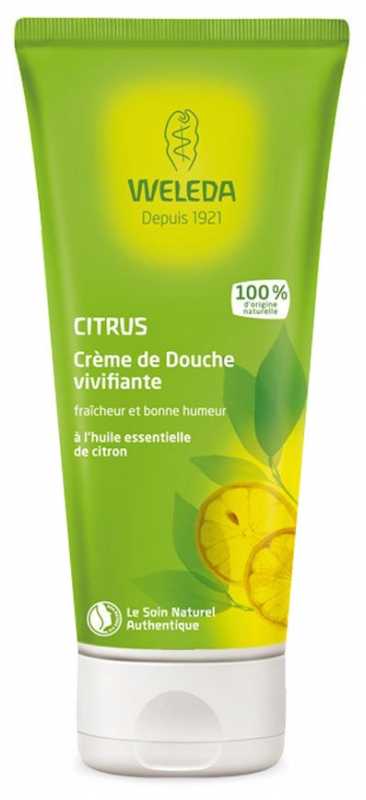 WELEDA
Depuis 1921
100%
d'origine
naturelle
CITRUS
Crème de Douche
vivifiante
fraîcheur et bonne humeur
à l'huile essentielle
de citron
Le Soin Naturel
Authentique